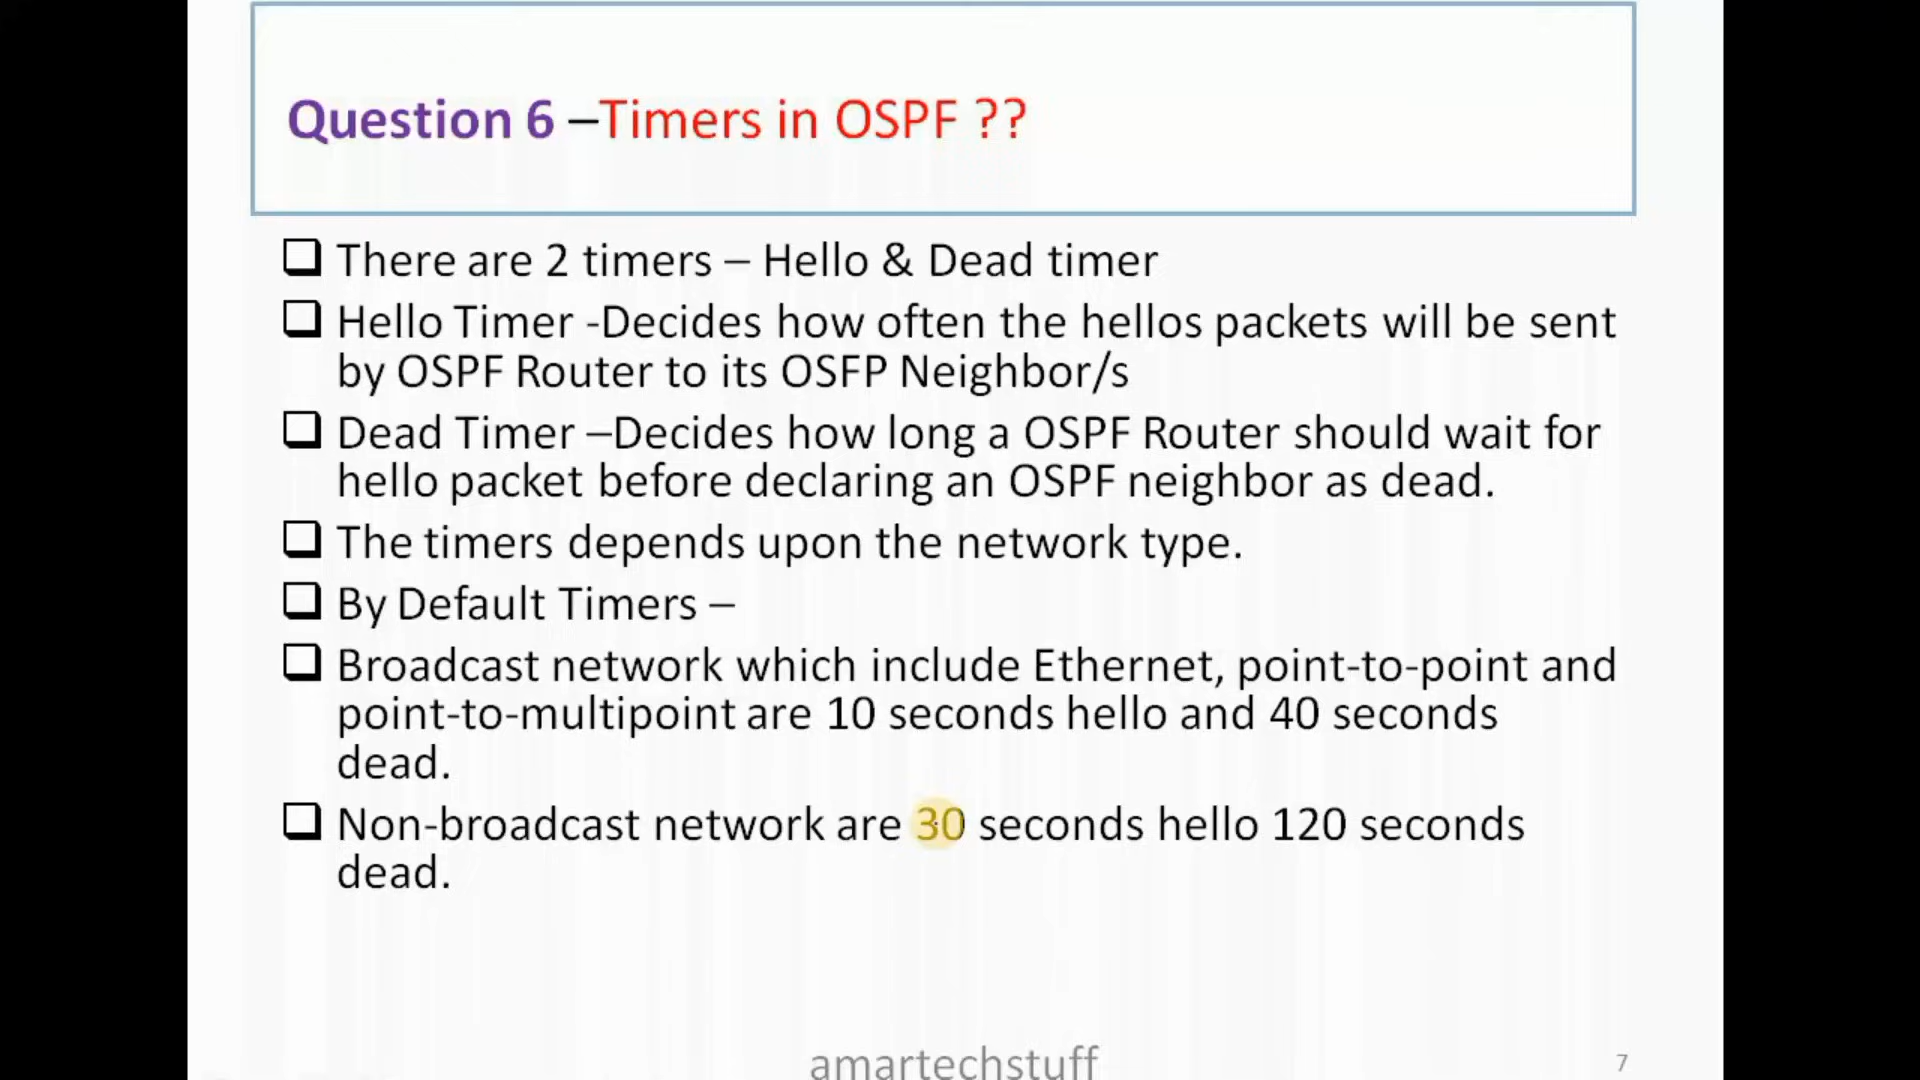 Question 6 –Timers in OSPF ??
There are 2 timers – Hello & Dead timer
Hello Timer -Decides how often the hellos packets will be sent
by OSPF Router to its OSFP Neighbor/s
Dead Timer –Decides how long a OSPF Router should wait for
hello packet before declaring an OSPF neighbor as dead.
The timers depends upon the network type.
By Default Timers –
Broadcast network which include Ethernet, point-to-point and
point-to-multipoint are 10 seconds hello and 40 seconds
dead.
Non-broadcast network are 30 seconds hello 120 seconds
dead.
amartechstuff
7